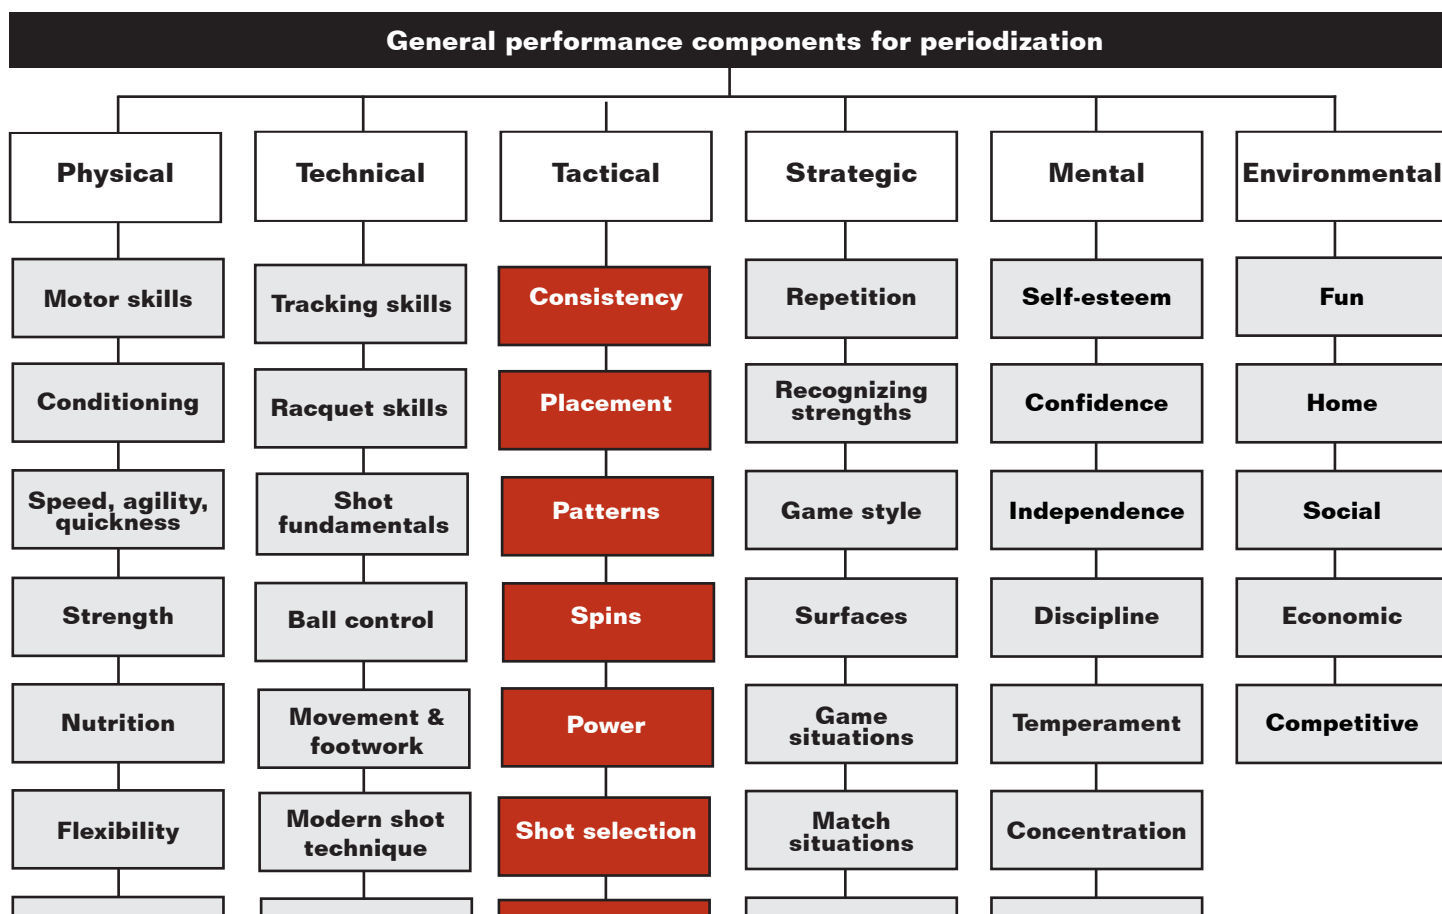 General performance components for periodization
Physical
Technical
Tactical
Strategic
Mental
Environmental
Motor skills
Tracking skills
Consistency
Repetition
Self-esteem
Fun
Conditioning
Racquet skills
Placement
Recognizing
strengths
Confidence
Home
Speed, agility,
quickness
Shot
fundamentals
Patterns
Game style
Independence
Social
Strength
Ball control
Spins
Surfaces
Discipline
Economic
Nutrition
Movement &
footwork
Power
Game
situations
Temperament
Competitive
Flexibility
Modern shot
technique
Shot selection
Match
situations
Concentration